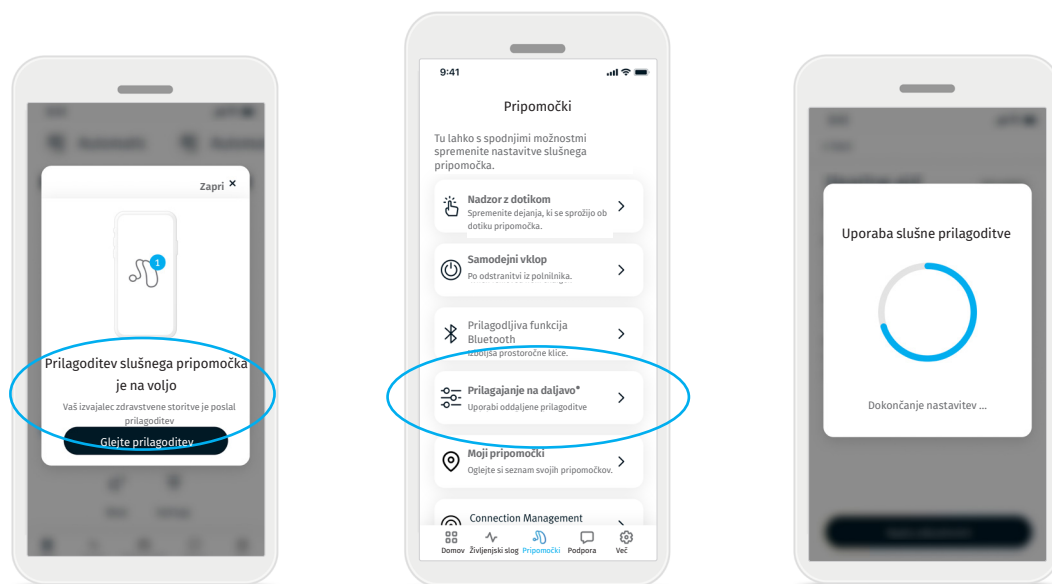 Zapri ×
1
Prilagoditev slušnega pripomočka
je na voljo
Vaš izvajalec zdravstvene storitve je poslal
prilagoditev
Glejte prilagoditev
9:41
Pripomočki
Tu lahko s spodnjimi možnostmi
spremenite nastavitve slušnega
pripomočka.
Nadzor z dotikom
Spremenite dejanja, ki se sprožijo ob
dotiku pripomočka.
Samodejni vklop
Po odstranitvi iz polnilnika.
Prilagodljiva funkcija
Bluetooth
Izboljša prostoročne klice.
Prilagajanje na daljavo*
Uporabi oddaljene prilagoditve
Moji pripomočki
Oglejte si seznam svojih pripomočkov.
Connection Management
Domov Življenjski slog Pripomočki Podpora Več
Uporaba slušne prilagoditve
Dokončanje nastavitev ...